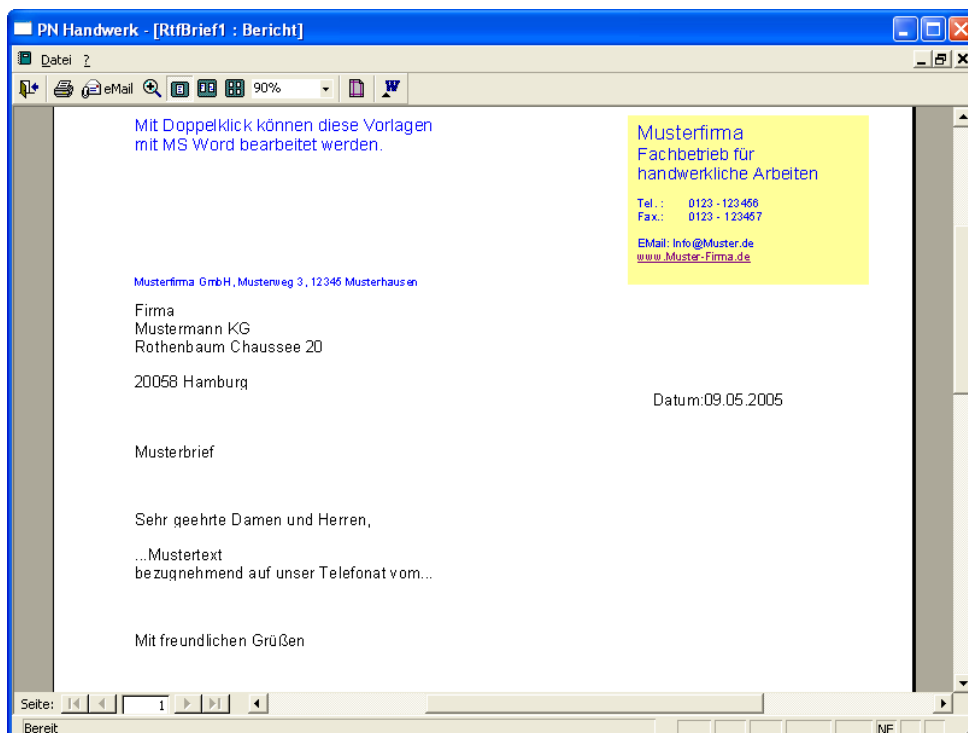 PN Handwerk - [RtfBrief1 : Bericht]
Datei ?
eMail 90% W
Mit Doppelklick können diese Vorlagen
mit MS Word bearbeitet werden.
Musterfirma
Fachbetrieb für
handwerkliche Arbeiten
Tel. : 0123 - 123456
Fax.: 0123 - 123457
EMail: Info@Muster.de
www.Muster-Firma.de
Musterfirma GmbH, Musterweg 3, 12345 Musterhausen
Firma
Mustermann KG
Rothenbaum Chaussee 20
20058 Hamburg
Datum:09.05.2005
Musterbrief
Sehr geehrte Damen und Herren,
...Mustertext
bezugnehmend auf unser Telefonat vom...
Mit freundlichen Grüßen
Seite: 1
Bereit NF